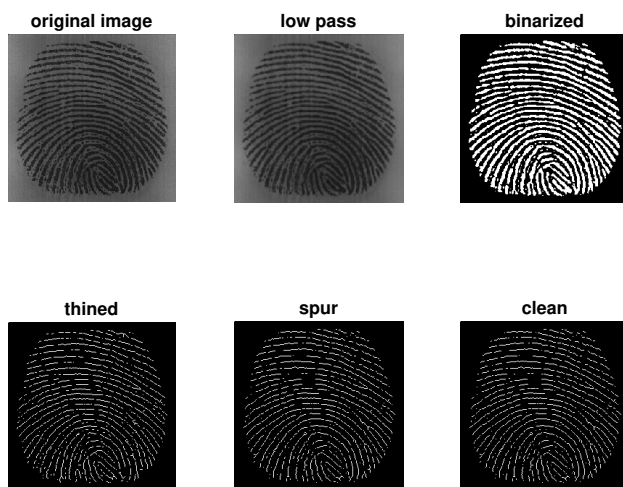 original image
low pass
binarized
thined
spur
clean